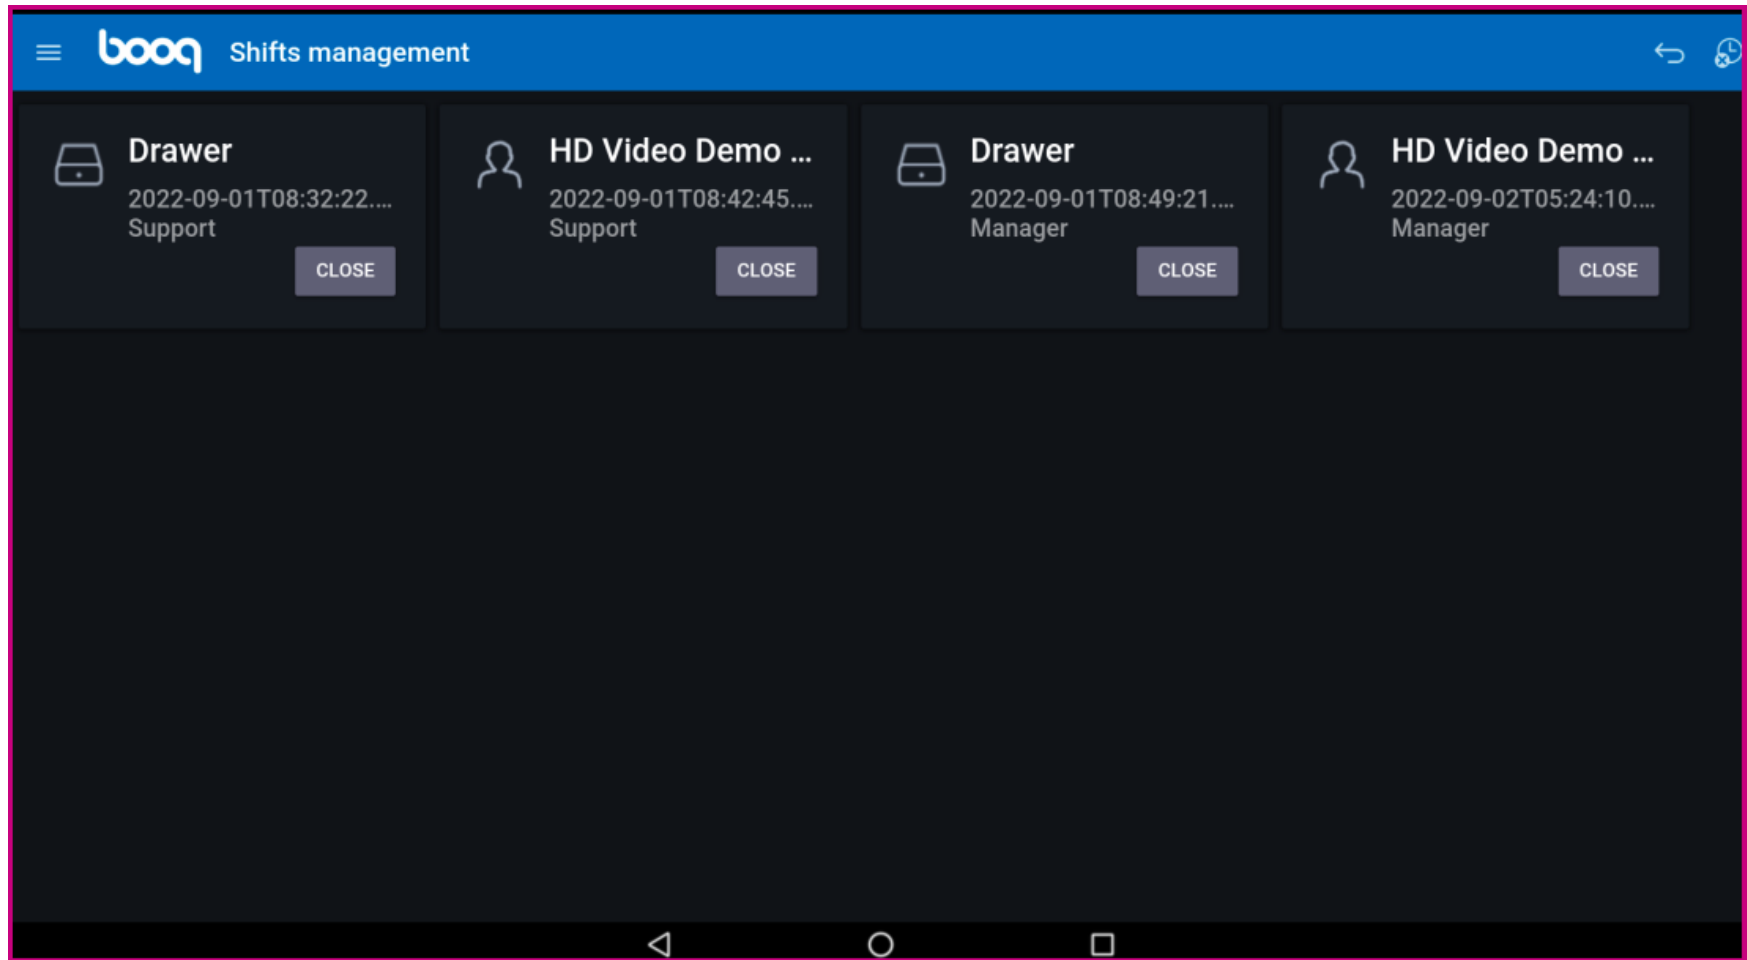 booq Shifts management
Drawer
2022-09-01T08:32:22....
Support
CLOSE
HD Video Demo ...
2022-09-01T08:42:45....
Support
CLOSE
Drawer
2022-09-01T08:49:21....
Manager
CLOSE
HD Video Demo ...
2022-09-02T05:24:10....
Manager
CLOSE